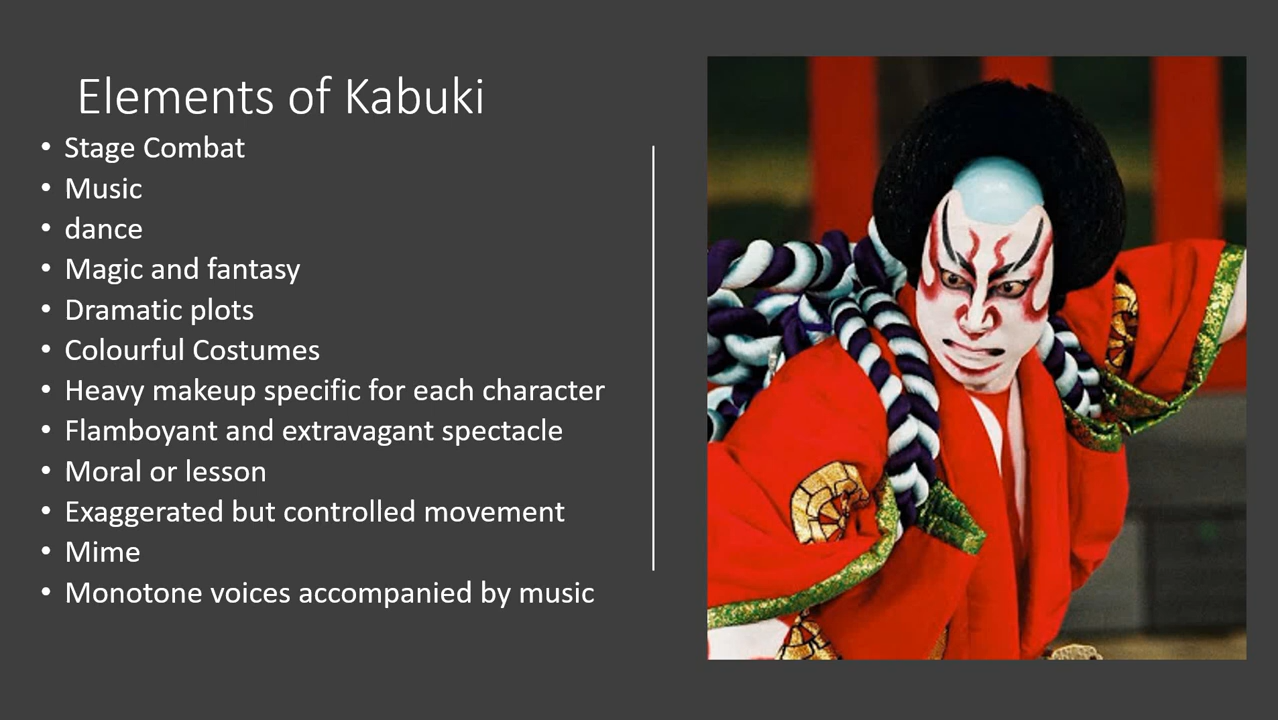 Elements of Kabuki
• Stage Combat
• Music
• dance
• Magic and fantasy
• Dramatic plots
• Colourful Costumes
• Heavy makeup specific for each character
• Flamboyant and extravagant spectacle
• Moral or lesson
• Exaggerated but controlled movement
• Mime
• Monotone voices accompanied by music